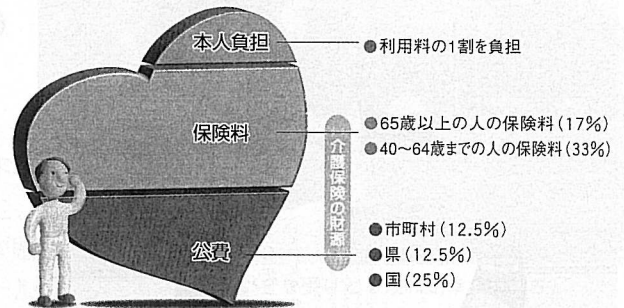 本人負担
●利用料の1割を負担
保険料
●65歳以上の人の保険料(17%)
●40~64歳までの人の保険料(33%)
介護保険の財源
公費
●市町村(12.5%)
●県(12.5%)
●国(25%)